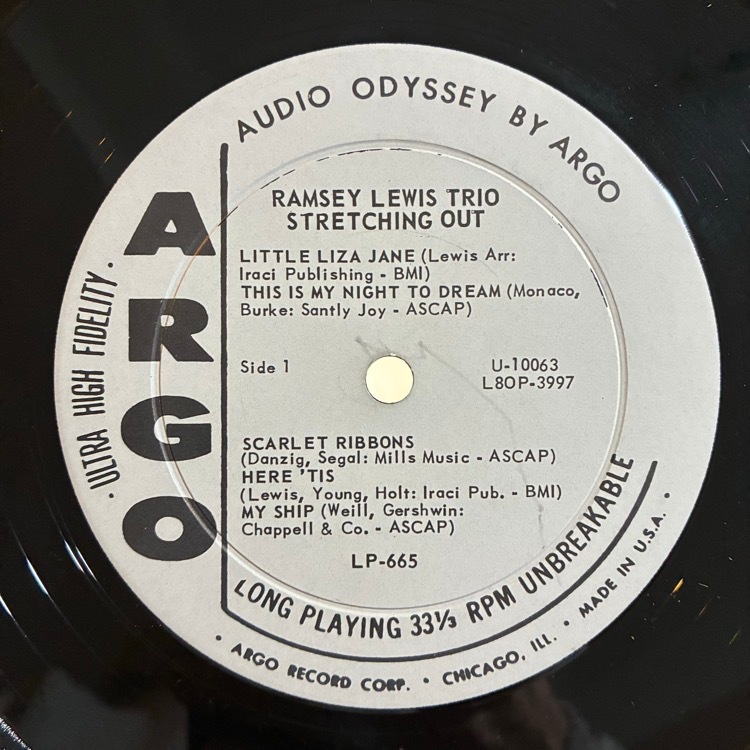 AUDIO ODYSSEY BY ARGO
ARGO
· ULTRA HIGH FIDELITY ·
RAMSEY LEWIS TRIO
STRETCHING OUT
LITTLE LIZA JANE (Lewis Arr:
Iraci Publishing - BMI)
THIS IS MY NIGHT TO DREAM (Monaco,
Burke: Santly Joy - ASCAP)
Side 1
U-10063
L80P-3997
SCARLET RIBBONS
(Danzig, Segal: Mills Music - ASCAP)
HERE 'TIS
(Lewis, Young, Holt: Iraci Pub. - BMI)
MY SHIP (Weill, Gershwin:
Chappell & Co. - ASCAP)
LP-665
LONG PLAYING 33⅓ RPM UNBREAKABLE
· ARGO RECORD CORP. · CHICAGO, ILL. · MADE IN U.S.A. ·